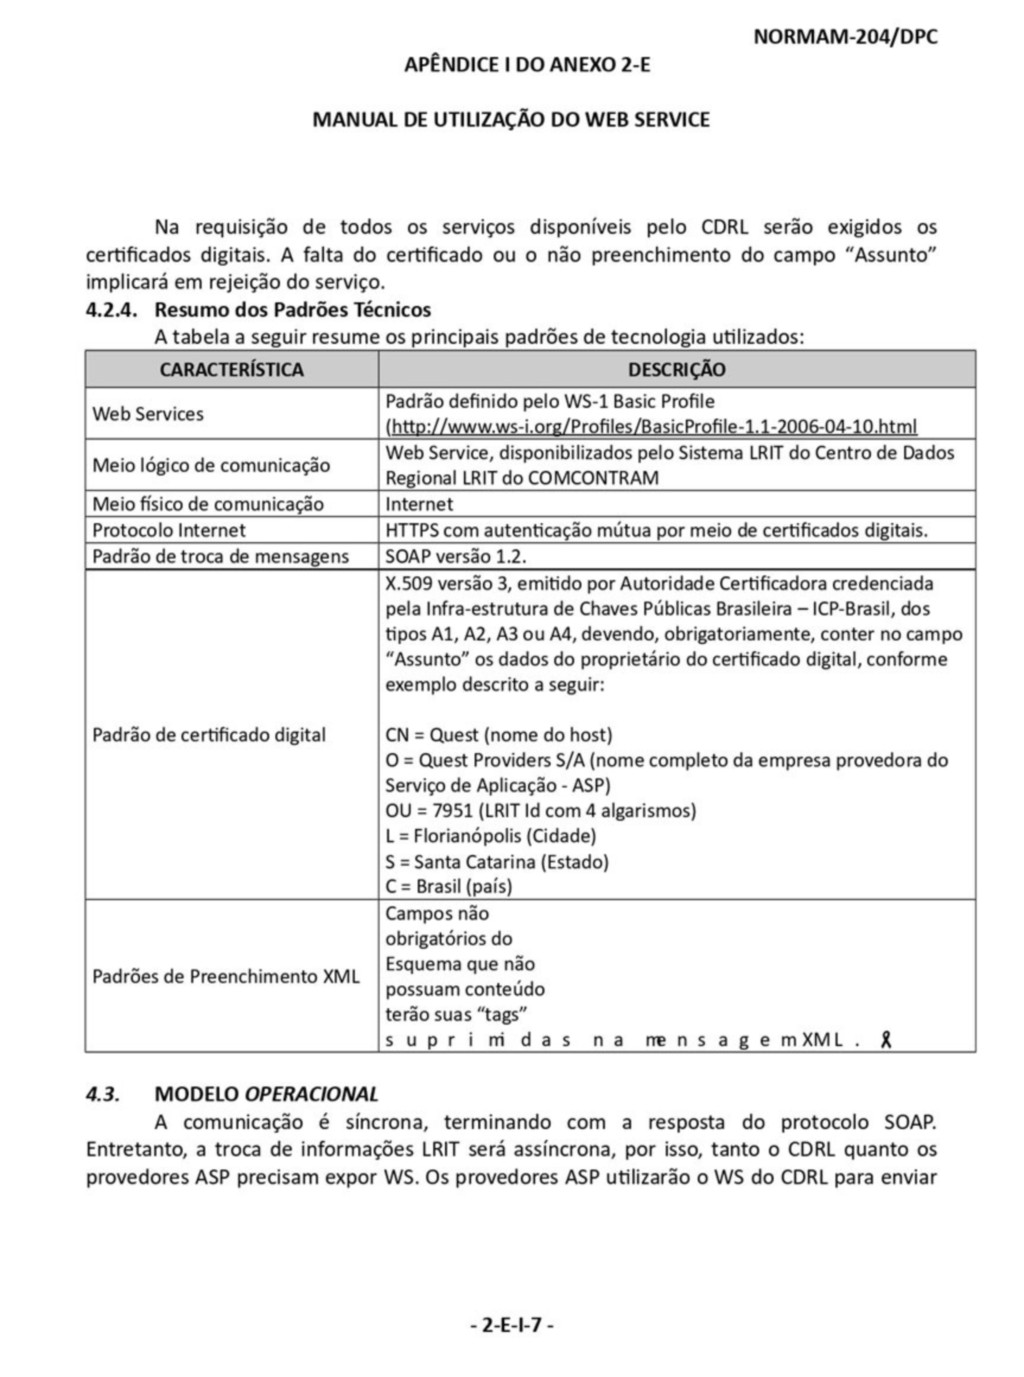 NORMAM-204/DPC
APÊNDICE I DO ANEXO 2-E
MANUAL DE UTILIZAÇÃO DO WEB SERVICE
Na requisição de todos os serviços disponíveis pelo CDRL serão exigidos os
certificados digitais. A falta do certificado ou o não preenchimento do campo “Assunto”
implicará em rejeição do serviço.
4.2.4. Resumo dos Padrões Técnicos
A tabela a seguir resume os principais padrões de tecnologia utilizados:
CARACTERÍSTICA DESCRIÇÃO
Web Services
Padrão definido pelo WS-1 Basic Profile
(http://www.ws-i.org/Profiles/BasicProfile-1.1-2006-04-10.html
Meio lógico de comunicação
Web Service, disponibilizados pelo Sistema LRIT do Centro de Dados
Regional LRIT do COMCONTRAM
Meio físico de comunicação Internet
Protocolo Internet HTTPS com autenticação mútua por meio de certificados digitais.
Padrão de troca de mensagens SOAP versão 1.2.
Padrão de certificado digital
X.509 versão 3, emitido por Autoridade Certificadora credenciada
pela Infra-estrutura de Chaves Públicas Brasileira – ICP-Brasil, dos
tipos A1, A2, A3 ou A4, devendo, obrigatoriamente, conter no campo
“Assunto” os dados do proprietário do certificado digital, conforme
exemplo descrito a seguir:
CN = Quest (nome do host)
O = Quest Providers S/A (nome completo da empresa provedora do
Serviço de Aplicação - ASP)
OU = 7951 (LRIT Id com 4 algarismos)
L = Florianópolis (Cidade)
S = Santa Catarina (Estado)
C = Brasil (país)
Padrões de Preenchimento XML
Campos não
obrigatórios do
Esquema que não
possuam conteúdo
terão suas “tags”
suprimidas na mensagem XML.
4.3. MODELO OPERACIONAL
A comunicação é síncrona, terminando com a resposta do protocolo SOAP.
Entretanto, a troca de informações LRIT será assíncrona, por isso, tanto o CDRL quanto os
provedores ASP precisam expor WS. Os provedores ASP utilizarão o WS do CDRL para enviar
- 2-E-I-7 -